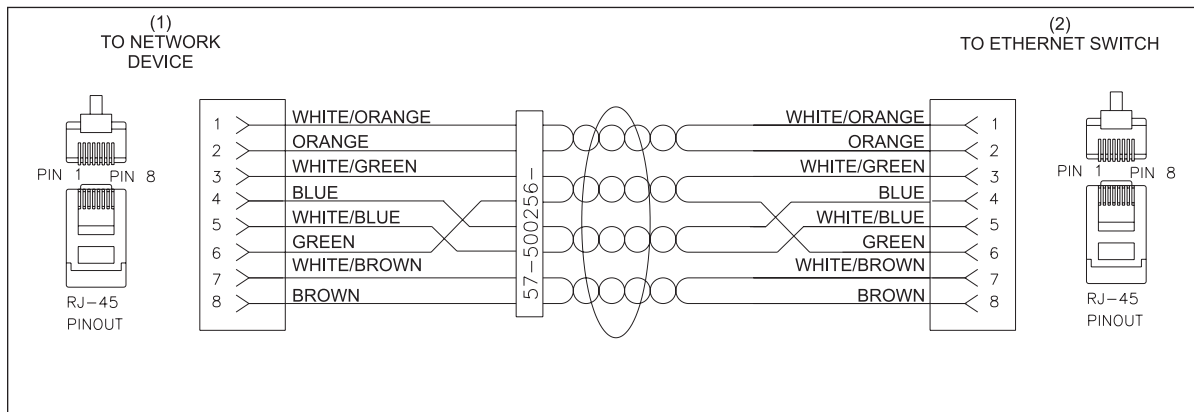 (1)
TO NETWORK
DEVICE
(2)
TO ETHERNET SWITCH
PIN 1 PIN 8
RJ-45
PINOUT
1 WHITE/ORANGE
2 ORANGE
3 WHITE/GREEN
4 BLUE
5 WHITE/BLUE
6 GREEN
7 WHITE/BROWN
8 BROWN
57-500256-
WHITE/ORANGE 1
ORANGE 2
WHITE/GREEN 3
BLUE 4
WHITE/BLUE 5
GREEN 6
WHITE/BROWN 7
BROWN 8
PIN 1 PIN 8
RJ-45
PINOUT